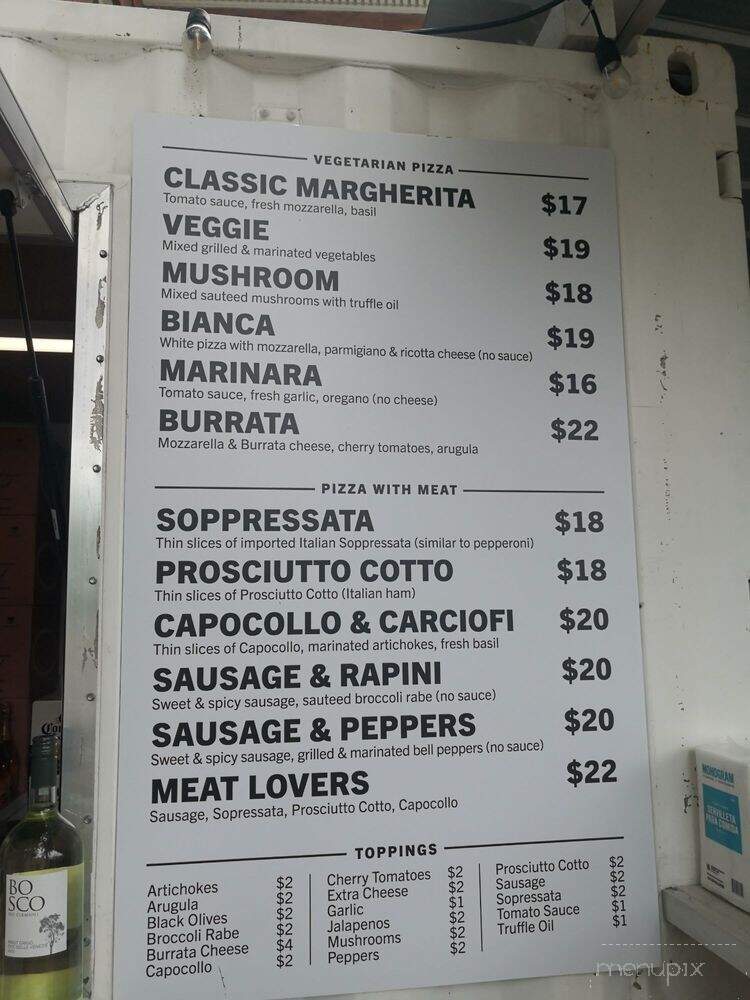 VEGETARIAN PIZZA
CLASSIC MARGHERITA $17
Tomato sauce, fresh mozzarella, basil
VEGGIE $19
Mixed grilled & marinated vegetables
MUSHROOM $18
Mixed sauteed mushrooms with truffle oil
BIANCA $19
White pizza with mozzarella, parmigiano & ricotta cheese (no sauce)
MARINARA $16
Tomato sauce, fresh garlic, oregano (no cheese)
BURRATA $22
Mozzarella & Burrata cheese, cherry tomatoes, arugula
PIZZA WITH MEAT
SOPPRESSATA $18
Thin slices of imported Italian Soppressata (similar to pepperoni)
PROSCIUTTO COTTO $18
Thin slices of Prosciutto Cotto (Italian ham)
CAPOCOLLO & CARCIOFI $20
Thin slices of Capocollo, marinated artichokes, fresh basil
SAUSAGE & RAPINI $20
Sweet & spicy sausage, sauteed broccoli rabe (no sauce)
SAUSAGE & PEPPERS $20
Sweet & spicy sausage, grilled & marinated bell peppers (no sauce)
MEAT LOVERS $22
Sausage, Sopressata, Prosciutto Cotto, Capocollo
TOPPINGS
Artichokes $2
Arugula $2
Black Olives $2
Broccoli Rabe $2
Burrata Cheese $4
Capocollo $2
Cherry Tomatoes $2
Extra Cheese $2
Garlic $1
Jalapenos $2
Mushrooms $2
Peppers $2
Prosciutto Cotto $2
Sausage $2
Sopressata $2
Tomato Sauce $1
Truffle Oil $1
BO
SCO
MONOGRAM
SERVILLETA
PARA COMIDA
menupix